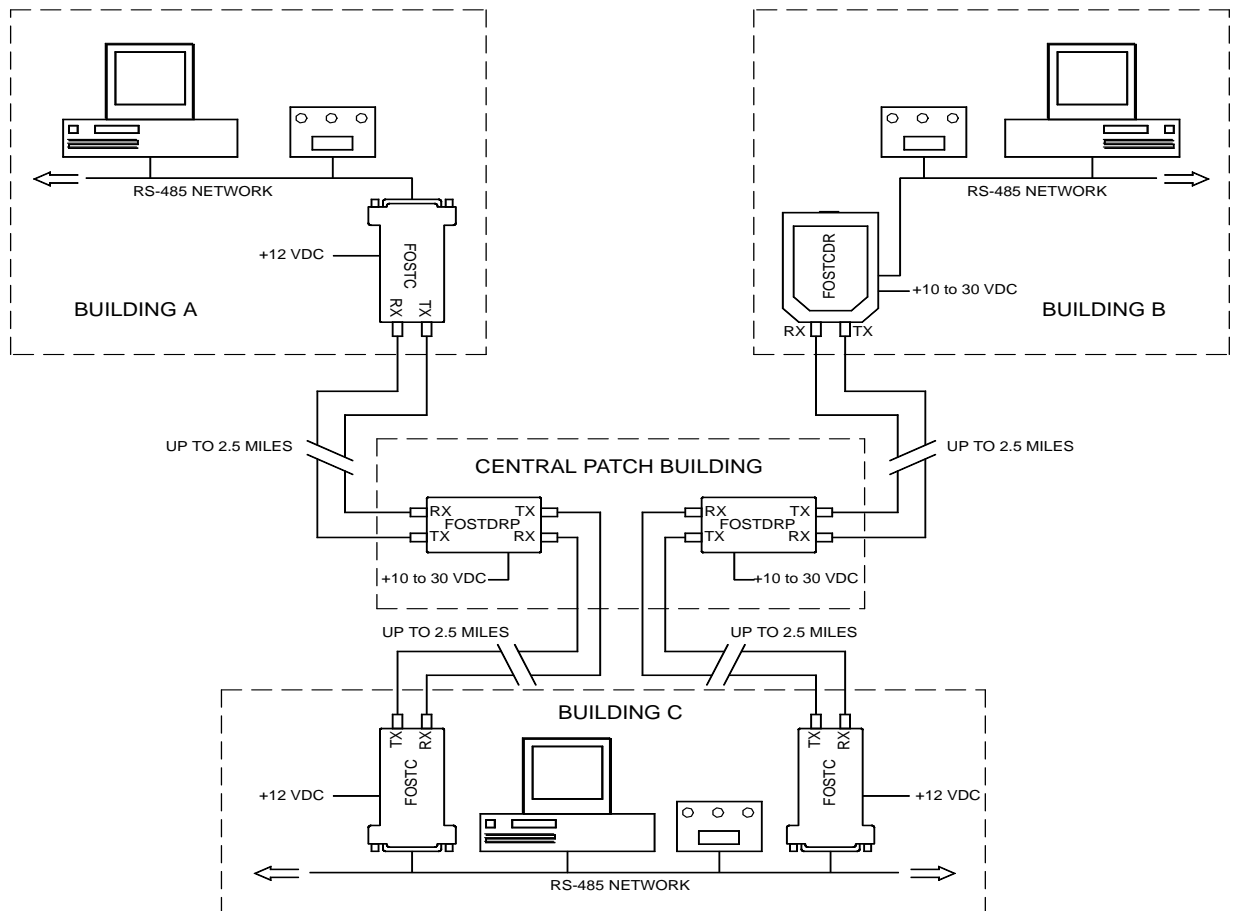 RS-485 NETWORK
RS-485 NETWORK
+12 VDC
FOSTC
RX
TX
BUILDING A
FOSTCDR
+10 to 30 VDC
BUILDING B
RX
TX
UP TO 2.5 MILES
UP TO 2.5 MILES
CENTRAL PATCH BUILDING
RX
TX
FOSTDRP
TX
RX
RX
TX
FOSTDRP
TX
RX
+10 to 30 VDC
+10 to 30 VDC
UP TO 2.5 MILES
UP TO 2.5 MILES
BUILDING C
TX
RX
FOSTC
+12 VDC
TX
RX
FOSTC
+12 VDC
RS-485 NETWORK